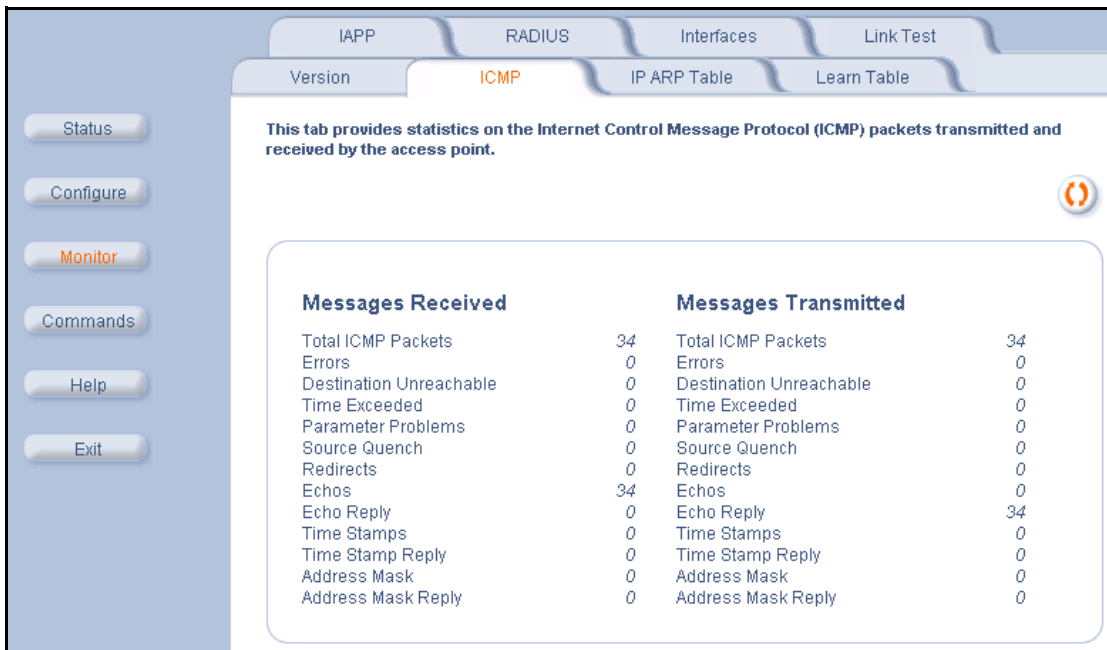 IAPP RADIUS Interfaces Link Test
Version ICMP IP ARP Table Learn Table
Status
Configure
Monitor
Commands
Help
Exit
This tab provides statistics on the Internet Control Message Protocol (ICMP) packets transmitted and
received by the access point.
Messages Received Messages Transmitted
Total ICMP Packets 34 Total ICMP Packets 34
Errors 0 Errors 0
Destination Unreachable 0 Destination Unreachable 0
Time Exceeded 0 Time Exceeded 0
Parameter Problems 0 Parameter Problems 0
Source Quench 0 Source Quench 0
Redirects 0 Redirects 0
Echos 34 Echos 0
Echo Reply 0 Echo Reply 34
Time Stamps 0 Time Stamps 0
Time Stamp Reply 0 Time Stamp Reply 0
Address Mask 0 Address Mask 0
Address Mask Reply 0 Address Mask Reply 0